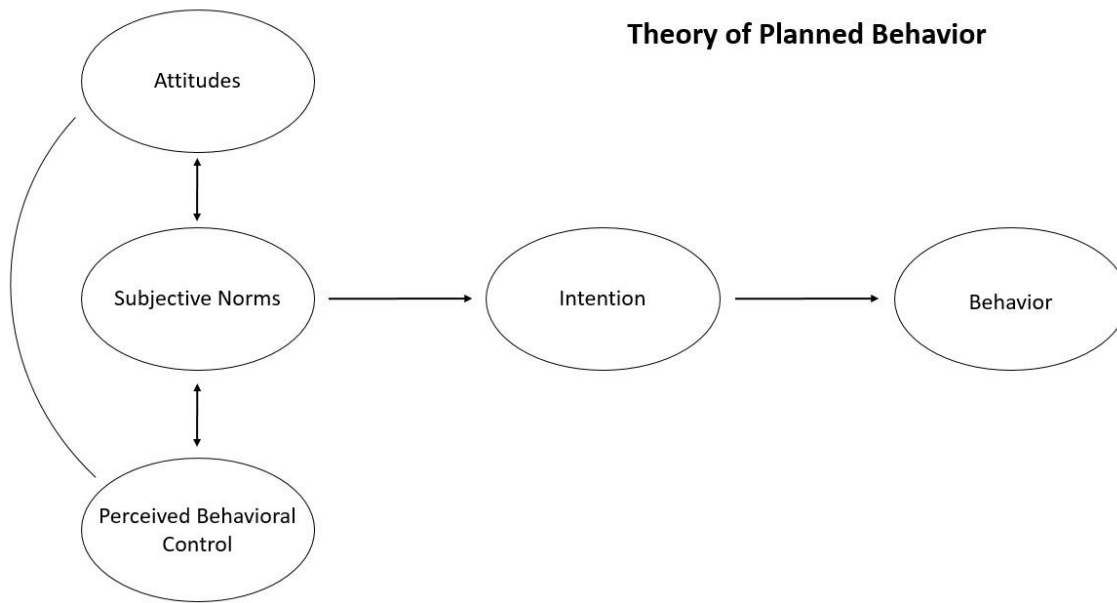 Theory of Planned Behavior
Attitudes
Subjective Norms
Intention
Behavior
Perceived Behavioral
Control